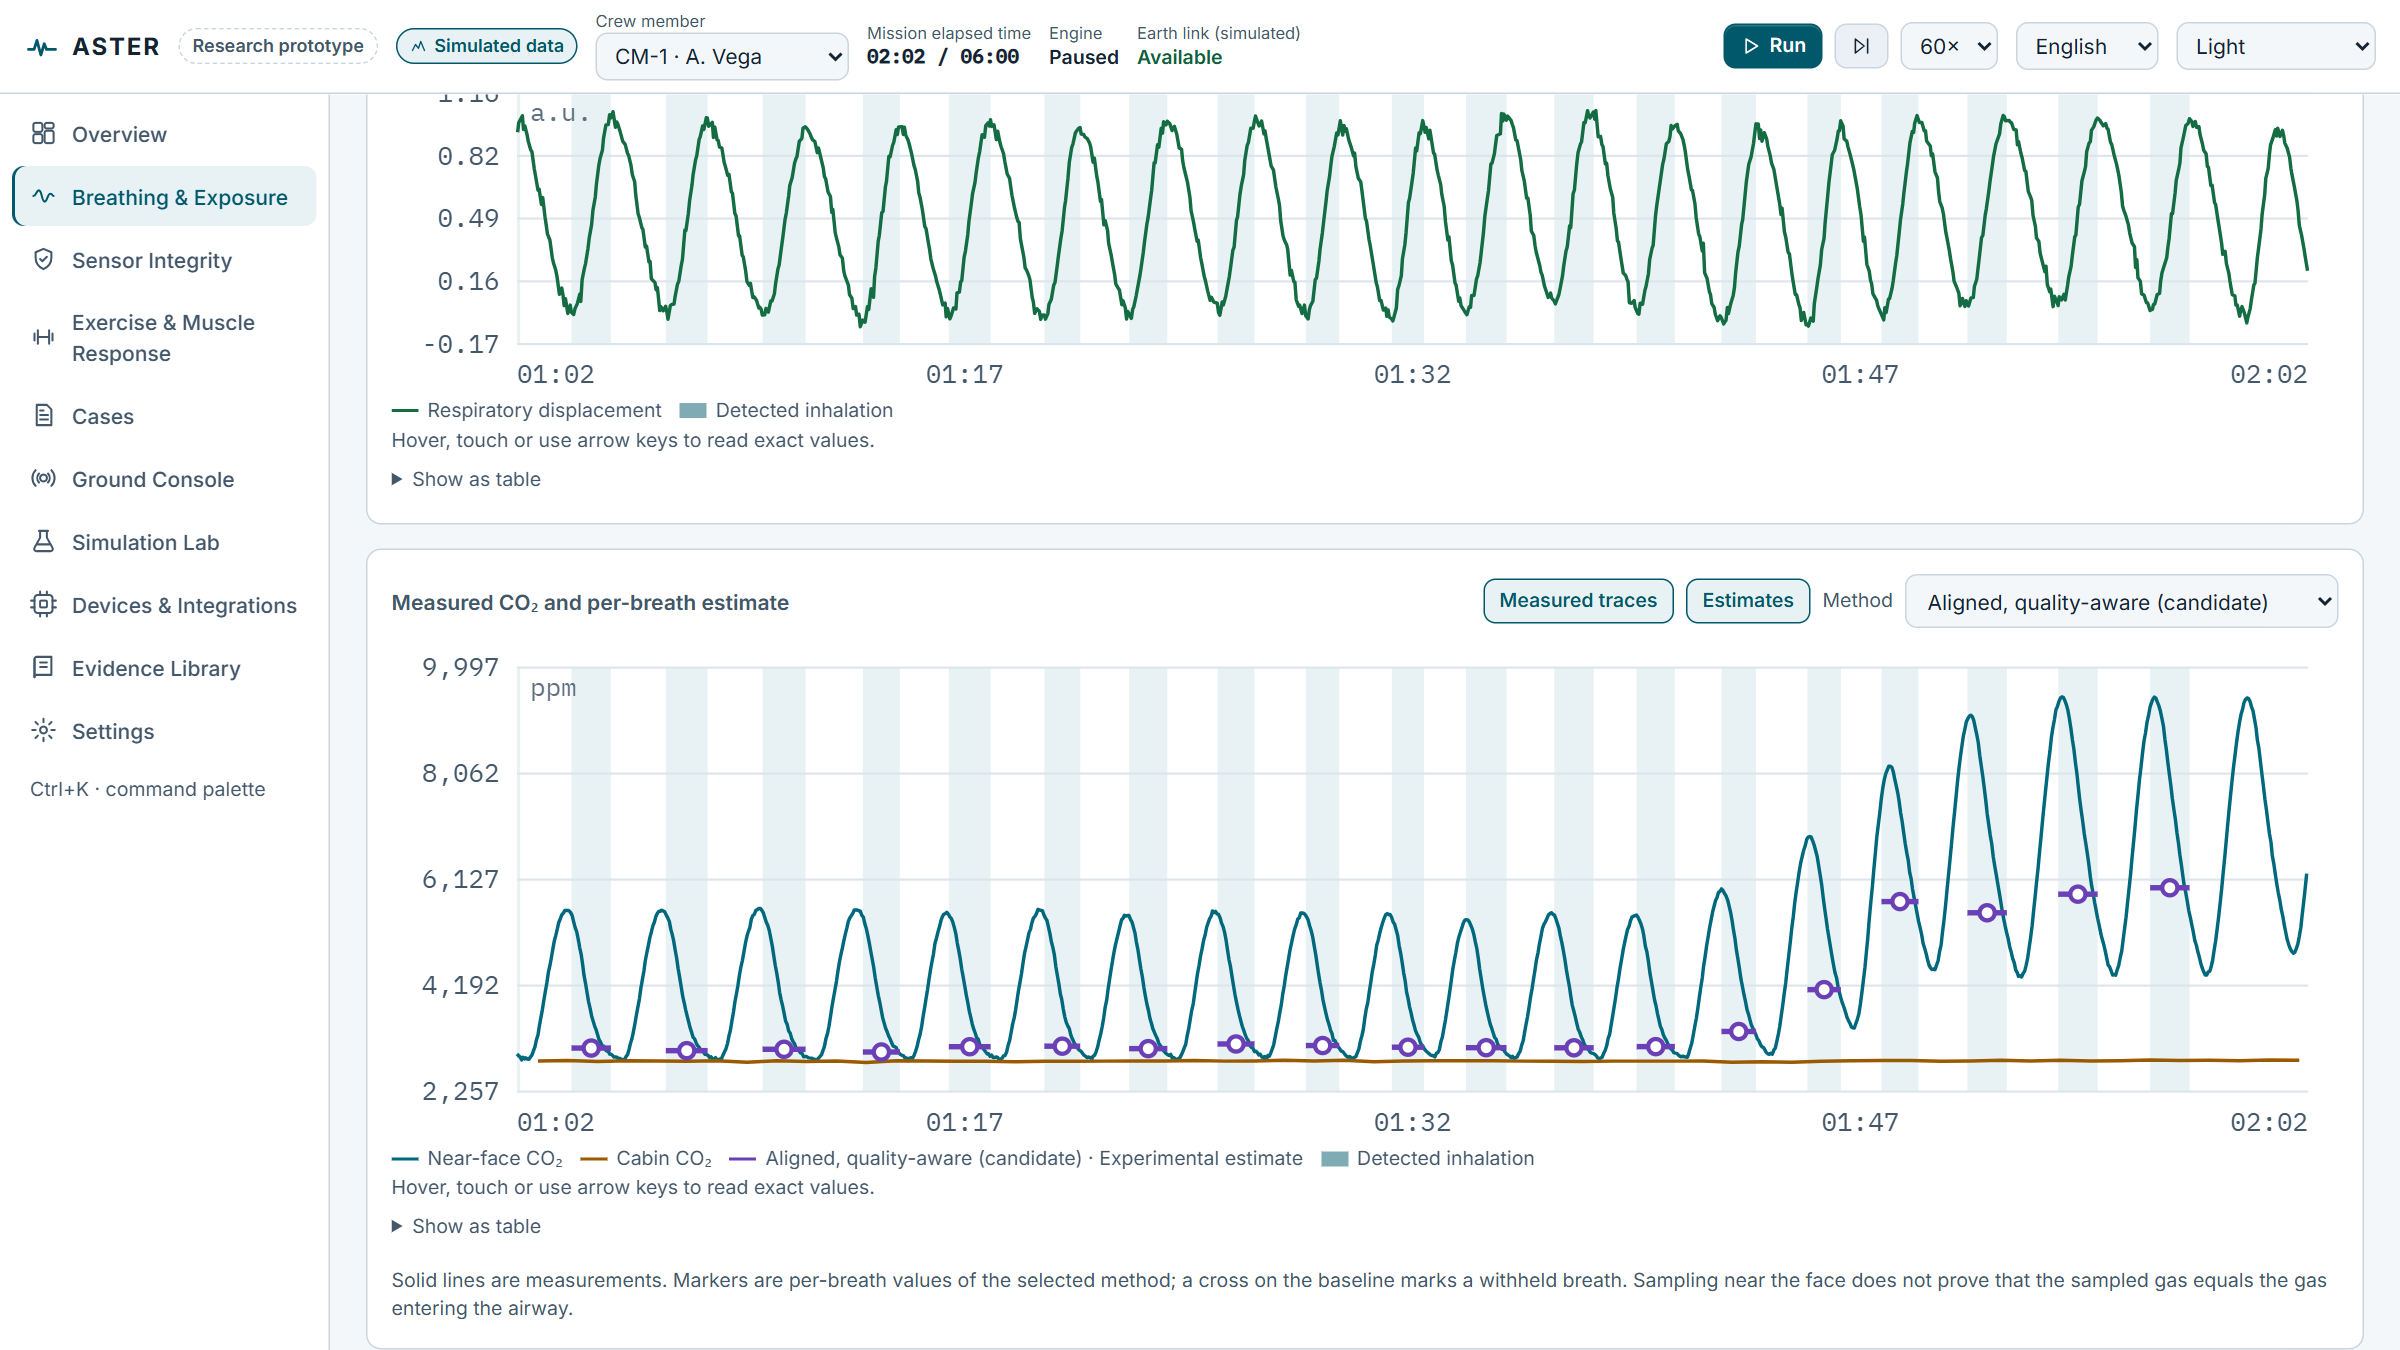 ASTER
Research prototype
Simulated data
Crew member
CM-1 · A. Vega
Mission elapsed time
02:02 / 06:00
Engine
Paused
Earth link (simulated)
Available
Run
60×
English
Light
Overview
Breathing & Exposure
Sensor Integrity
Exercise & Muscle
Response
Cases
Ground Console
Simulation Lab
Devices & Integrations
Evidence Library
Settings
Ctrl+K · command palette
a.u.
0.82
0.49
0.16
-0.17
01:02 01:17 01:32 01:47 02:02
Respiratory displacement Detected inhalation
Hover, touch or use arrow keys to read exact values.
Show as table
Measured CO₂ and per-breath estimate
Measured traces
Estimates
Method
Aligned, quality-aware (candidate)
9,997
ppm
8,062
6,127
4,192
2,257
01:02 01:17 01:32 01:47 02:02
Near-face CO₂ Cabin CO₂ Aligned, quality-aware (candidate) · Experimental estimate Detected inhalation
Hover, touch or use arrow keys to read exact values.
Show as table
Solid lines are measurements. Markers are per-breath values of the selected method; a cross on the baseline marks a withheld breath. Sampling near the face does not prove that the sampled gas equals the gas
entering the airway.